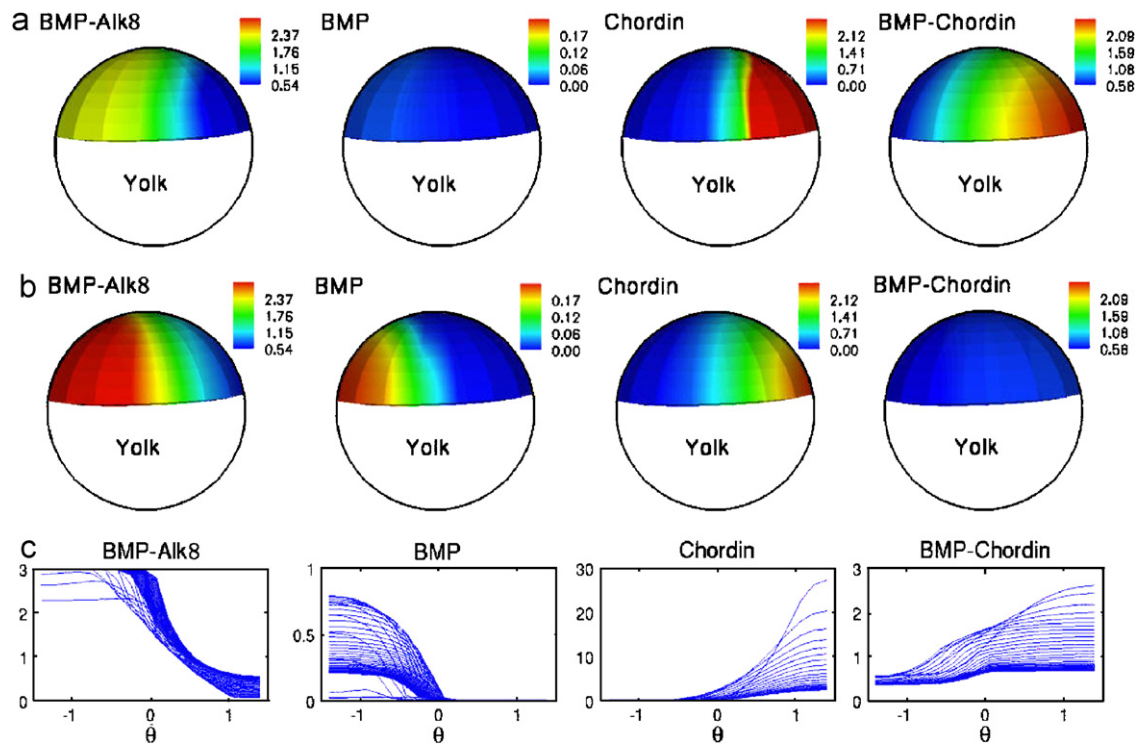 a BMP-Alk8 BMP Chordin BMP-Chordin
2.37 0.17 2.12 2.09
1.76 0.12 1.41 1.59
1.15 0.06 0.71 1.08
0.54 0.00 0.00 0.58
Yolk Yolk Yolk Yolk
b BMP-Alk8 BMP Chordin BMP-Chordin
2.37 0.17 2.12 2.09
1.76 0.12 1.41 1.59
1.15 0.06 0.71 1.08
0.54 0.00 0.00 0.58
Yolk Yolk Yolk Yolk
c BMP-Alk8 BMP Chordin BMP-Chordin
3 1 30 3
2 0.5 20 2
1 10 1
0 0 0 0
-1 0 1 -1 0 1 -1 0 1 -1 0 1
θ θ θ θ